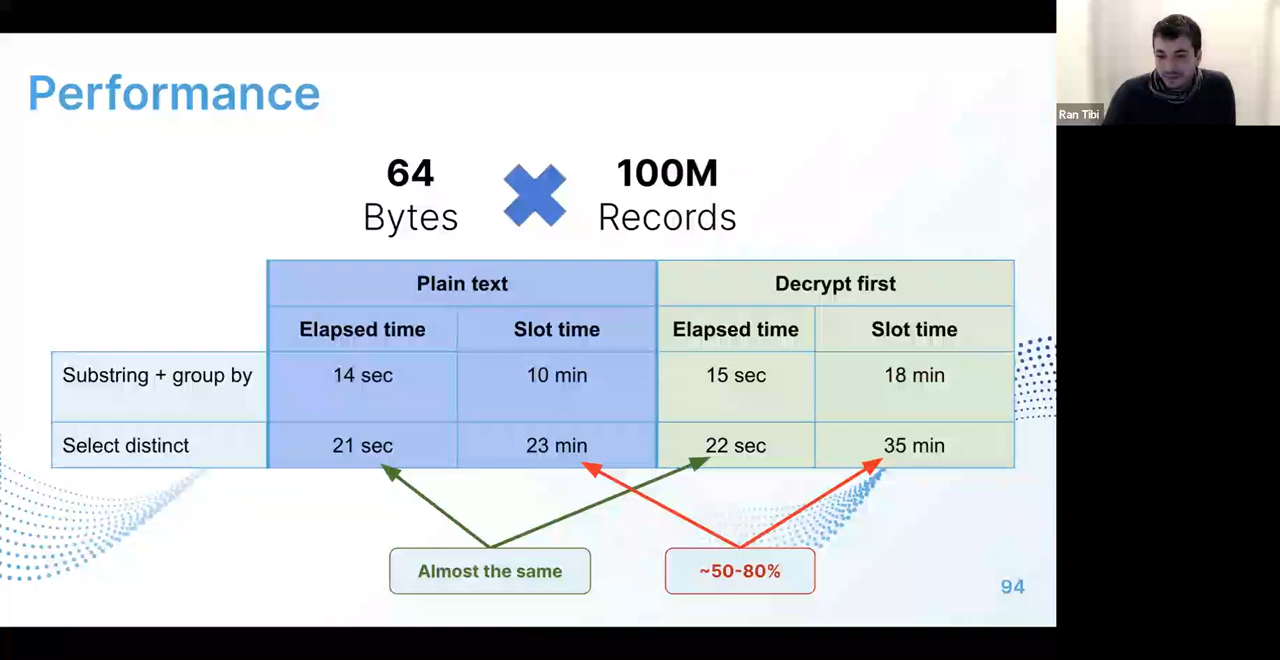 Performance
Ran Tibi
64
Bytes
100M
Records
Plain text
Decrypt first
Elapsed time
Slot time
Elapsed time
Slot time
Substring + group by
14 sec
10 min
15 sec
18 min
Select distinct
21 sec
23 min
22 sec
35 min
Almost the same
~50-80%
94